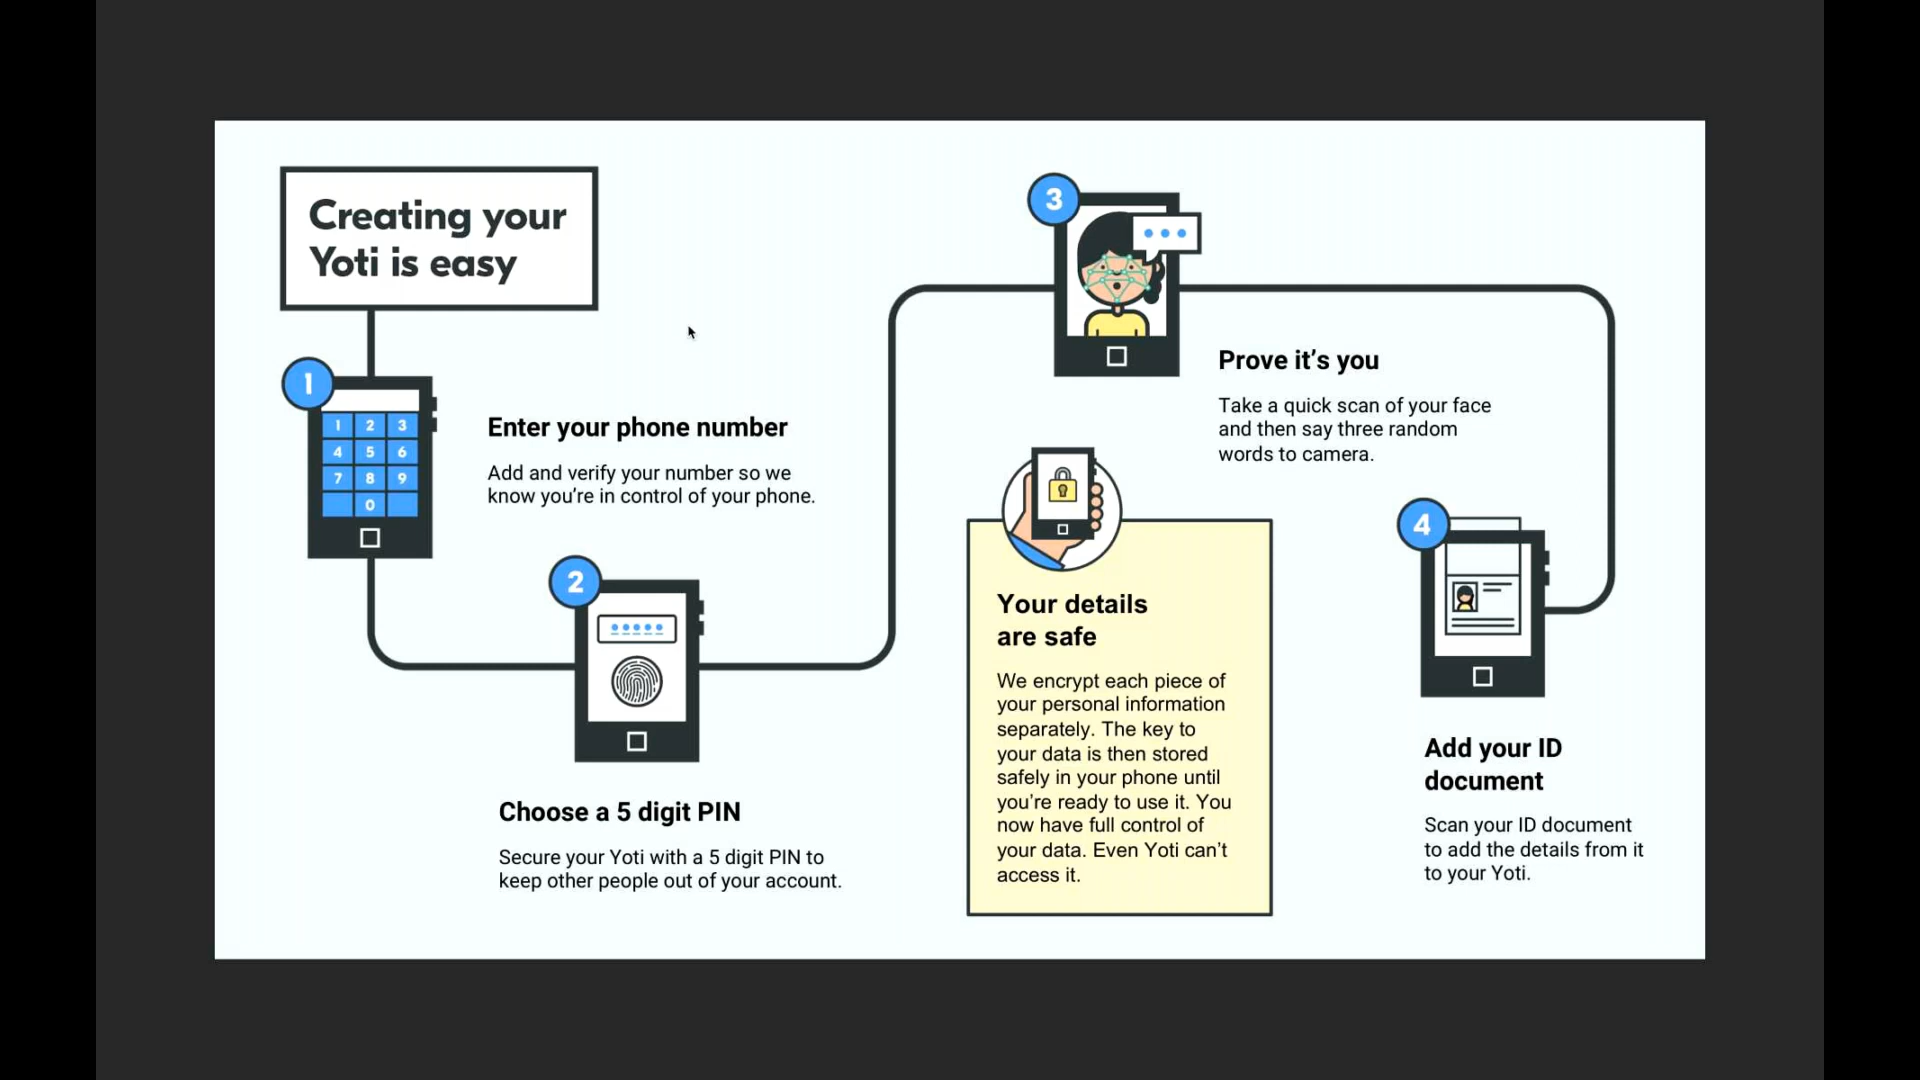 Creating your
Yoti is easy
1
1 2 3
4 5 6
7 8 9
0
Enter your phone number
Add and verify your number so we
know you’re in control of your phone.
2
Choose a 5 digit PIN
Secure your Yoti with a 5 digit PIN to
keep other people out of your account.
3
Prove it’s you
Take a quick scan of your face
and then say three random
words to camera.
Your details
are safe
We encrypt each piece of
your personal information
separately. The key to
your data is then stored
safely in your phone until
you’re ready to use it. You
now have full control of
your data. Even Yoti can’t
access it.
4
Add your ID
document
Scan your ID document
to add the details from it
to your Yoti.